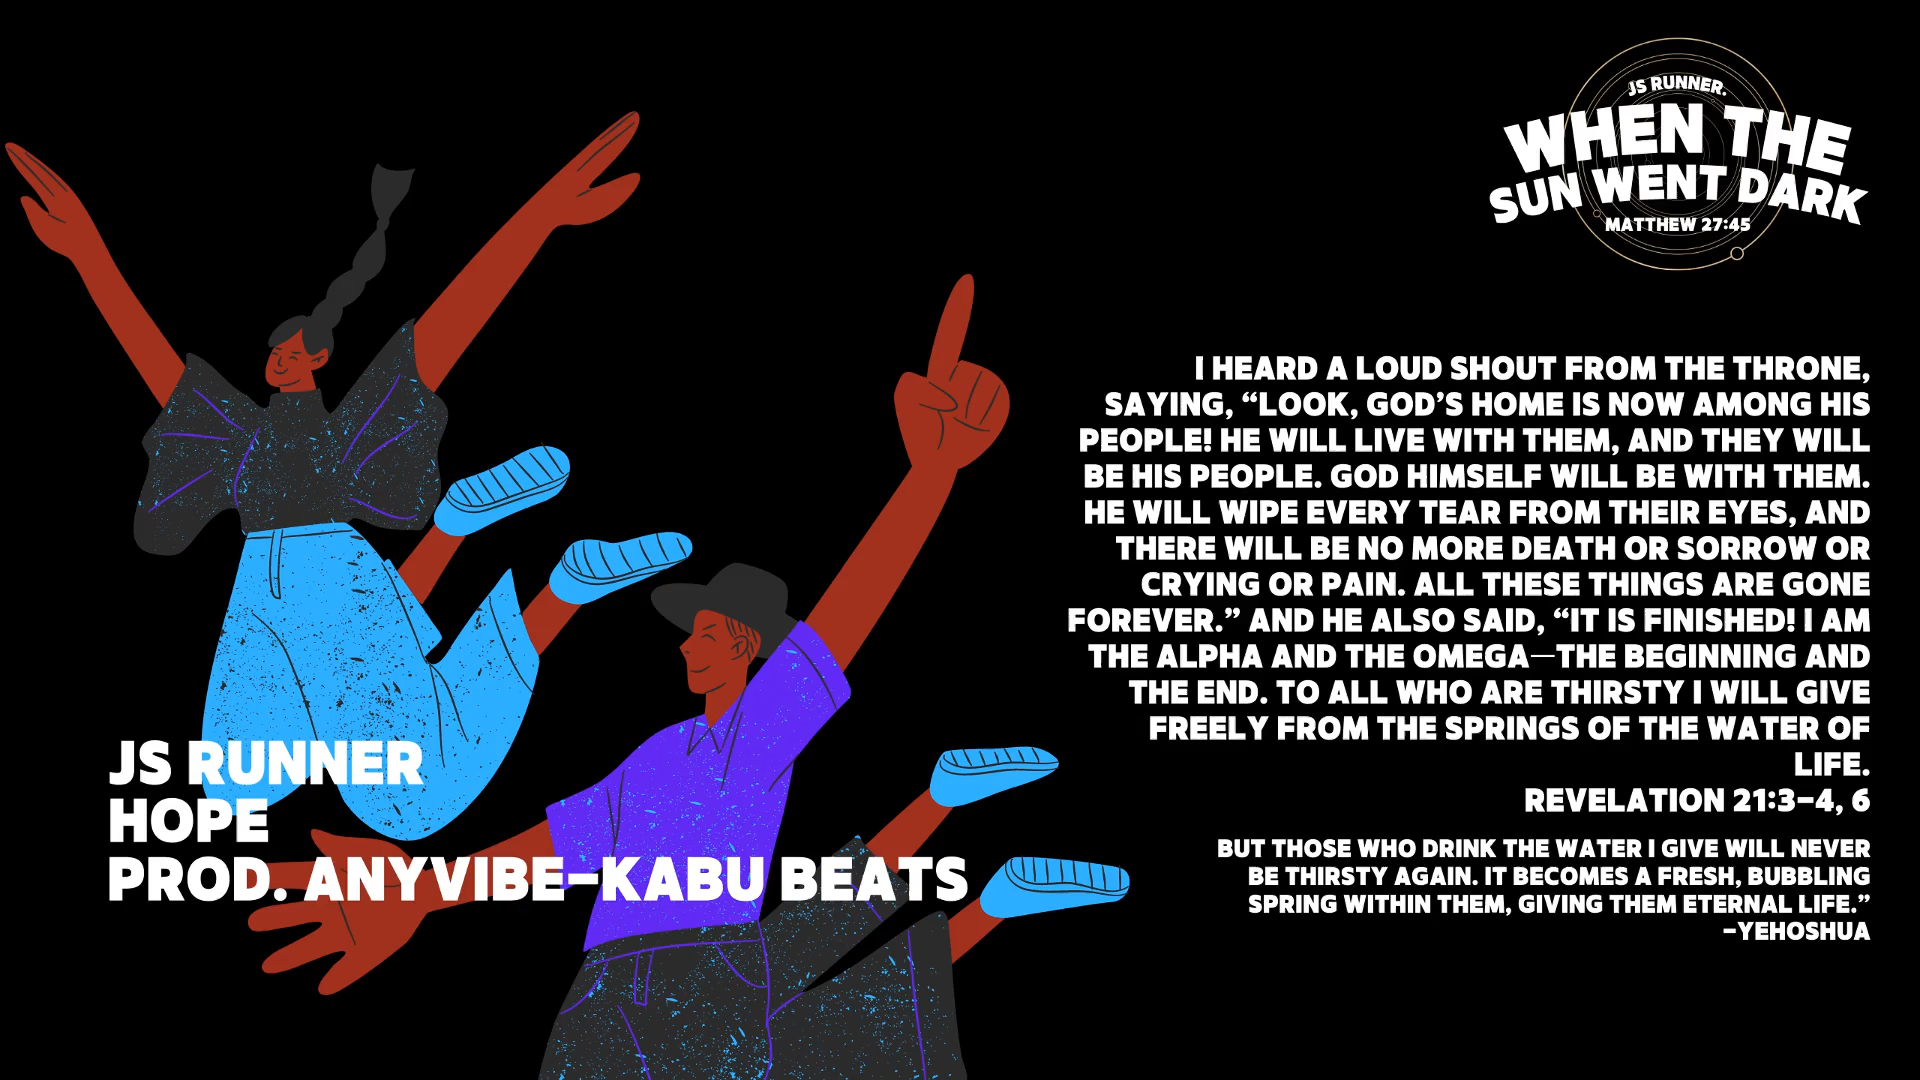 JS RUNNER.
WHEN THE
SUN WENT DARK
MATTHEW 27:45
I HEARD A LOUD SHOUT FROM THE THRONE,
SAYING, “LOOK, GOD’S HOME IS NOW AMONG HIS
PEOPLE! HE WILL LIVE WITH THEM, AND THEY WILL
BE HIS PEOPLE. GOD HIMSELF WILL BE WITH THEM.
HE WILL WIPE EVERY TEAR FROM THEIR EYES, AND
THERE WILL BE NO MORE DEATH OR SORROW OR
CRYING OR PAIN. ALL THESE THINGS ARE GONE
FOREVER.” AND HE ALSO SAID, “IT IS FINISHED! I AM
THE ALPHA AND THE OMEGA—THE BEGINNING AND
THE END. TO ALL WHO ARE THIRSTY I WILL GIVE
FREELY FROM THE SPRINGS OF THE WATER OF
LIFE.
REVELATION 21:3–4, 6
BUT THOSE WHO DRINK THE WATER I GIVE WILL NEVER
BE THIRSTY AGAIN. IT BECOMES A FRESH, BUBBLING
SPRING WITHIN THEM, GIVING THEM ETERNAL LIFE.”
-YEHOSHUA
JS RUNNER
HOPE
PROD. ANYVIBE-KABU BEATS